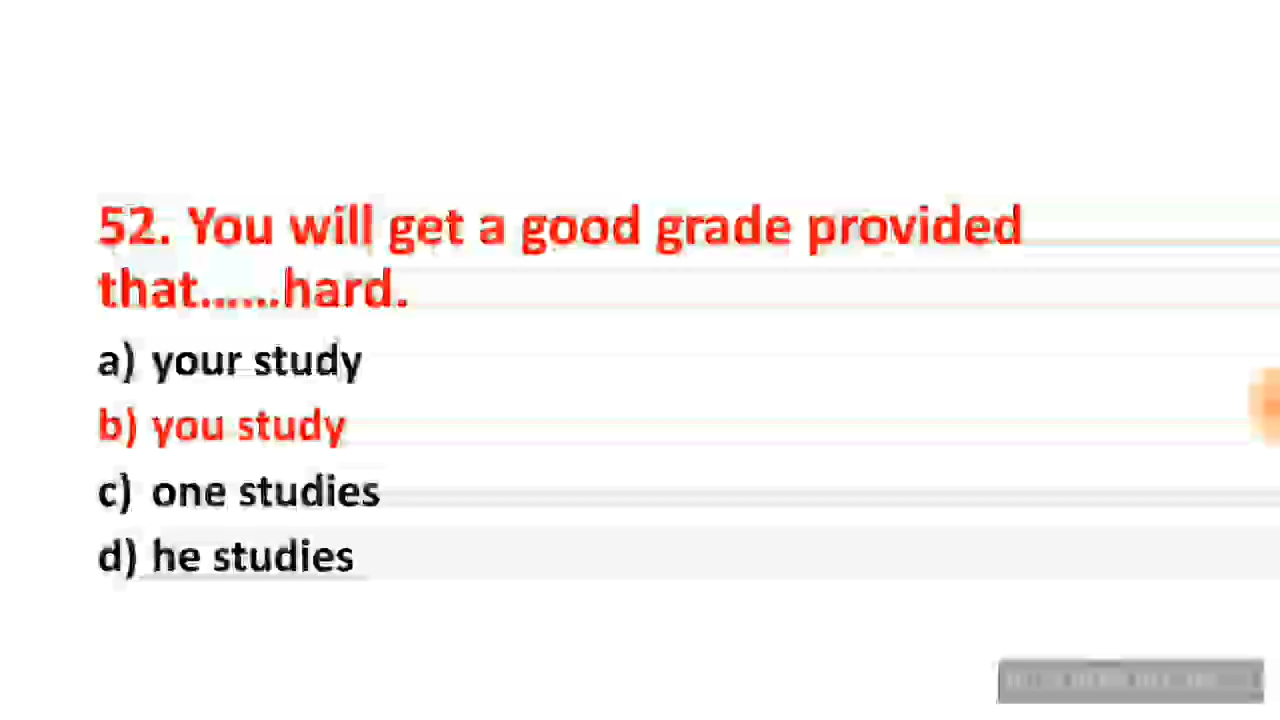 52. You will get a good grade provided
that......hard.
a) your study
b) you study
c) one studies
d) he studies